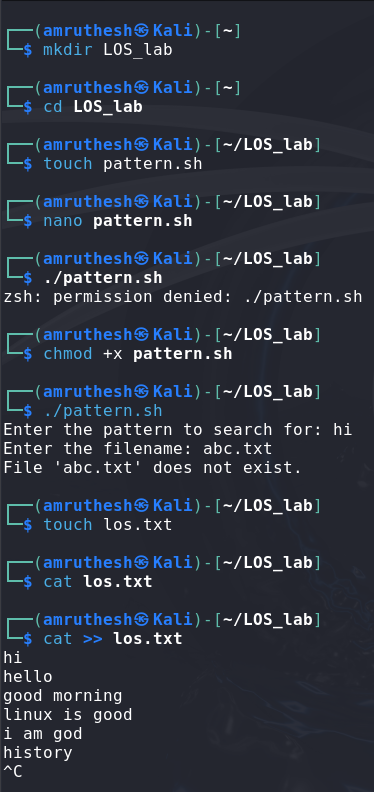 ┌──(amruthesh㉿Kali)-[~]
└─$ mkdir LOS_lab
┌──(amruthesh㉿Kali)-[~]
└─$ cd LOS_lab
┌──(amruthesh㉿Kali)-[~/LOS_lab]
└─$ touch pattern.sh
┌──(amruthesh㉿Kali)-[~/LOS_lab]
└─$ nano pattern.sh
┌──(amruthesh㉿Kali)-[~/LOS_lab]
└─$ ./pattern.sh
zsh: permission denied: ./pattern.sh
┌──(amruthesh㉿Kali)-[~/LOS_lab]
└─$ chmod +x pattern.sh
┌──(amruthesh㉿Kali)-[~/LOS_lab]
└─$ ./pattern.sh
Enter the pattern to search for: hi
Enter the filename: abc.txt
File 'abc.txt' does not exist.
┌──(amruthesh㉿Kali)-[~/LOS_lab]
└─$ touch los.txt
┌──(amruthesh㉿Kali)-[~/LOS_lab]
└─$ cat los.txt
┌──(amruthesh㉿Kali)-[~/LOS_lab]
└─$ cat >> los.txt
hi
hello
good morning
linux is good
i am god
history
^C